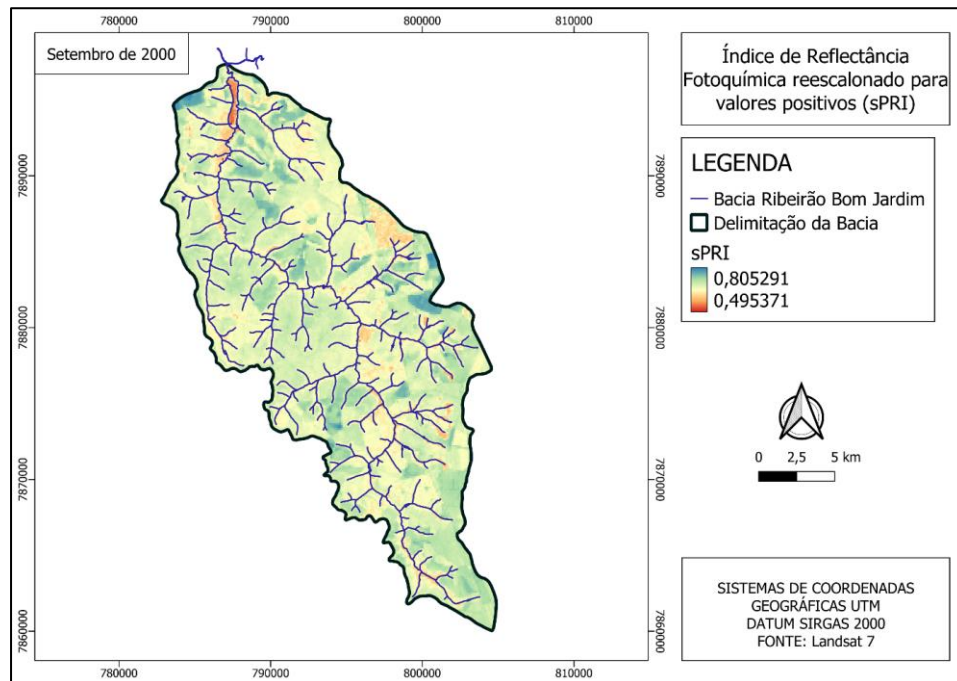 780000
790000
800000
810000
Setembro de 2000
Índice de Reflectância
Fotoquímica reescalonado para
valores positivos (sPRI)
LEGENDA
Bacia Ribeirão Bom Jardim
Delimitação da Bacia
sPRI
0,805291
0,495371
7890000
7890000
7880000
7880000
7870000
7870000
7860000
7860000
0 2,5 5 km
SISTEMAS DE COORDENADAS
GEOGRÁFICAS UTM
DATUM SIRGAS 2000
FONTE: Landsat 7
780000
790000
800000
810000